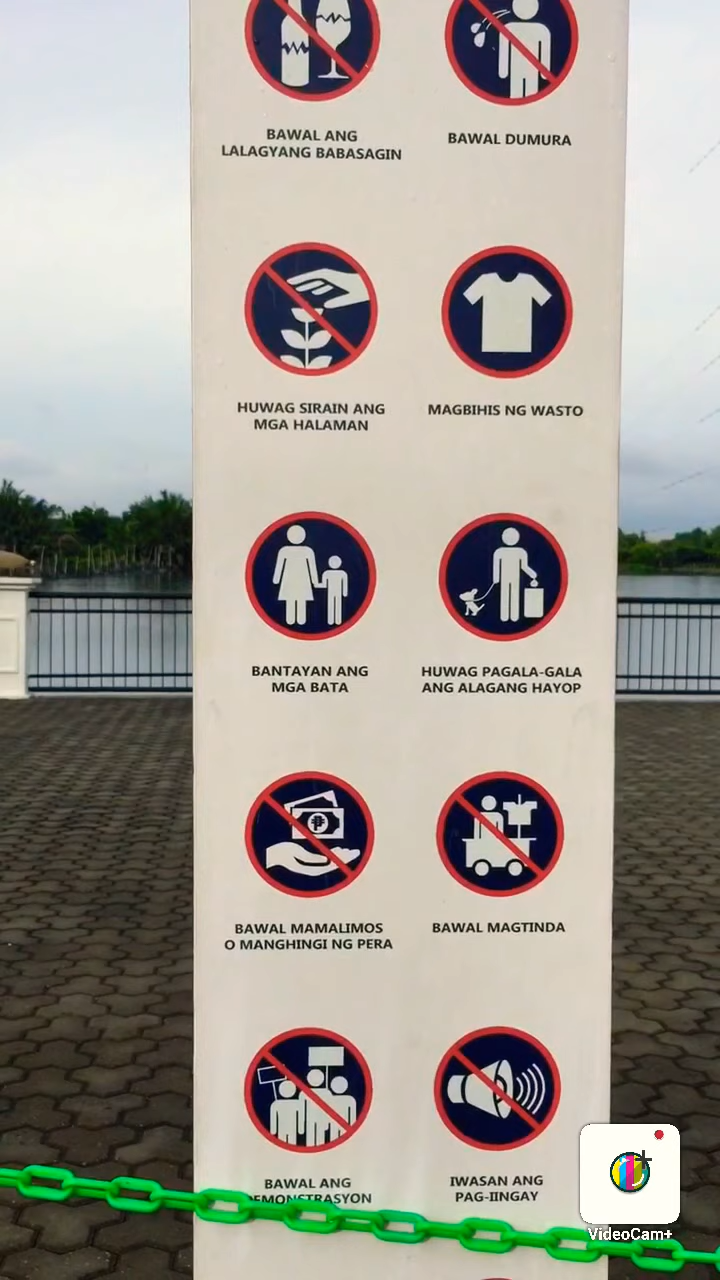 BAWAL ANG
LALAGYANG BABASAGIN
BAWAL DUMURA
HUWAG SIRAIN ANG
MGA HALAMAN
MAGBIHIS NG WASTO
BANTAYAN ANG
MGA BATA
HUWAG PAGALA-GALA
ANG ALAGANG HAYOP
₱
BAWAL MAMALIMOS
O MANGHINGI NG PERA
BAWAL MAGTINDA
BAWAL ANG
DEMONSTRASYON
IWASAN ANG
PAG-IINGAY
VideoCam+